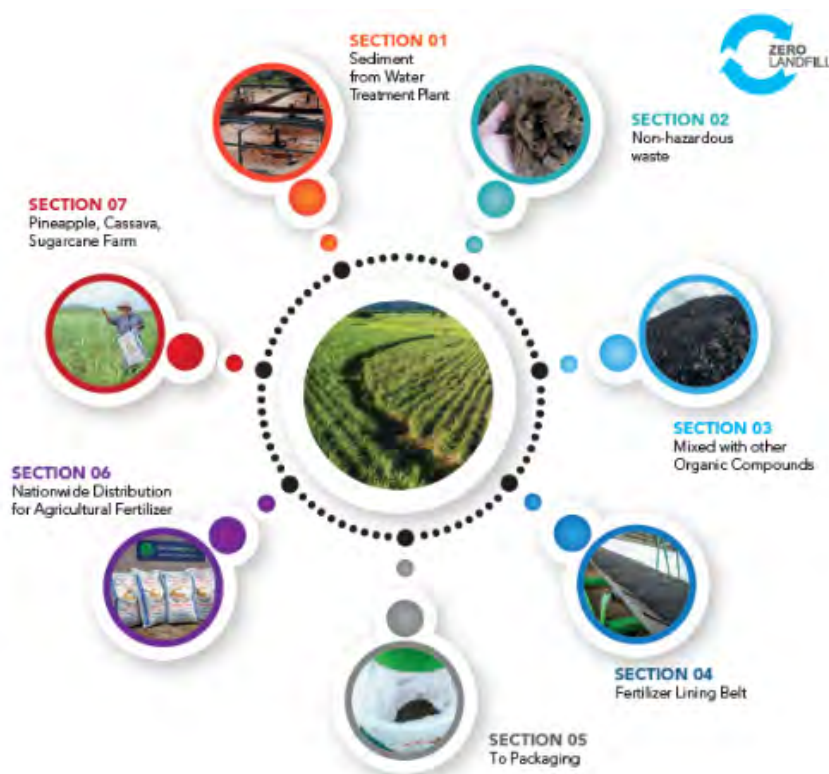 SECTION 01
Sediment
from Water
Treatment Plant
ZERO
LANDFILL
SECTION 02
Non-hazardous
waste
SECTION 07
Pineapple, Cassava,
Sugarcane Farm
SECTION 03
Mixed with other
Organic Compounds
SECTION 06
Nationwide Distribution
for Agricultural Fertilizer
SECTION 04
Fertilizer Lining Belt
SECTION 05
To Packaging